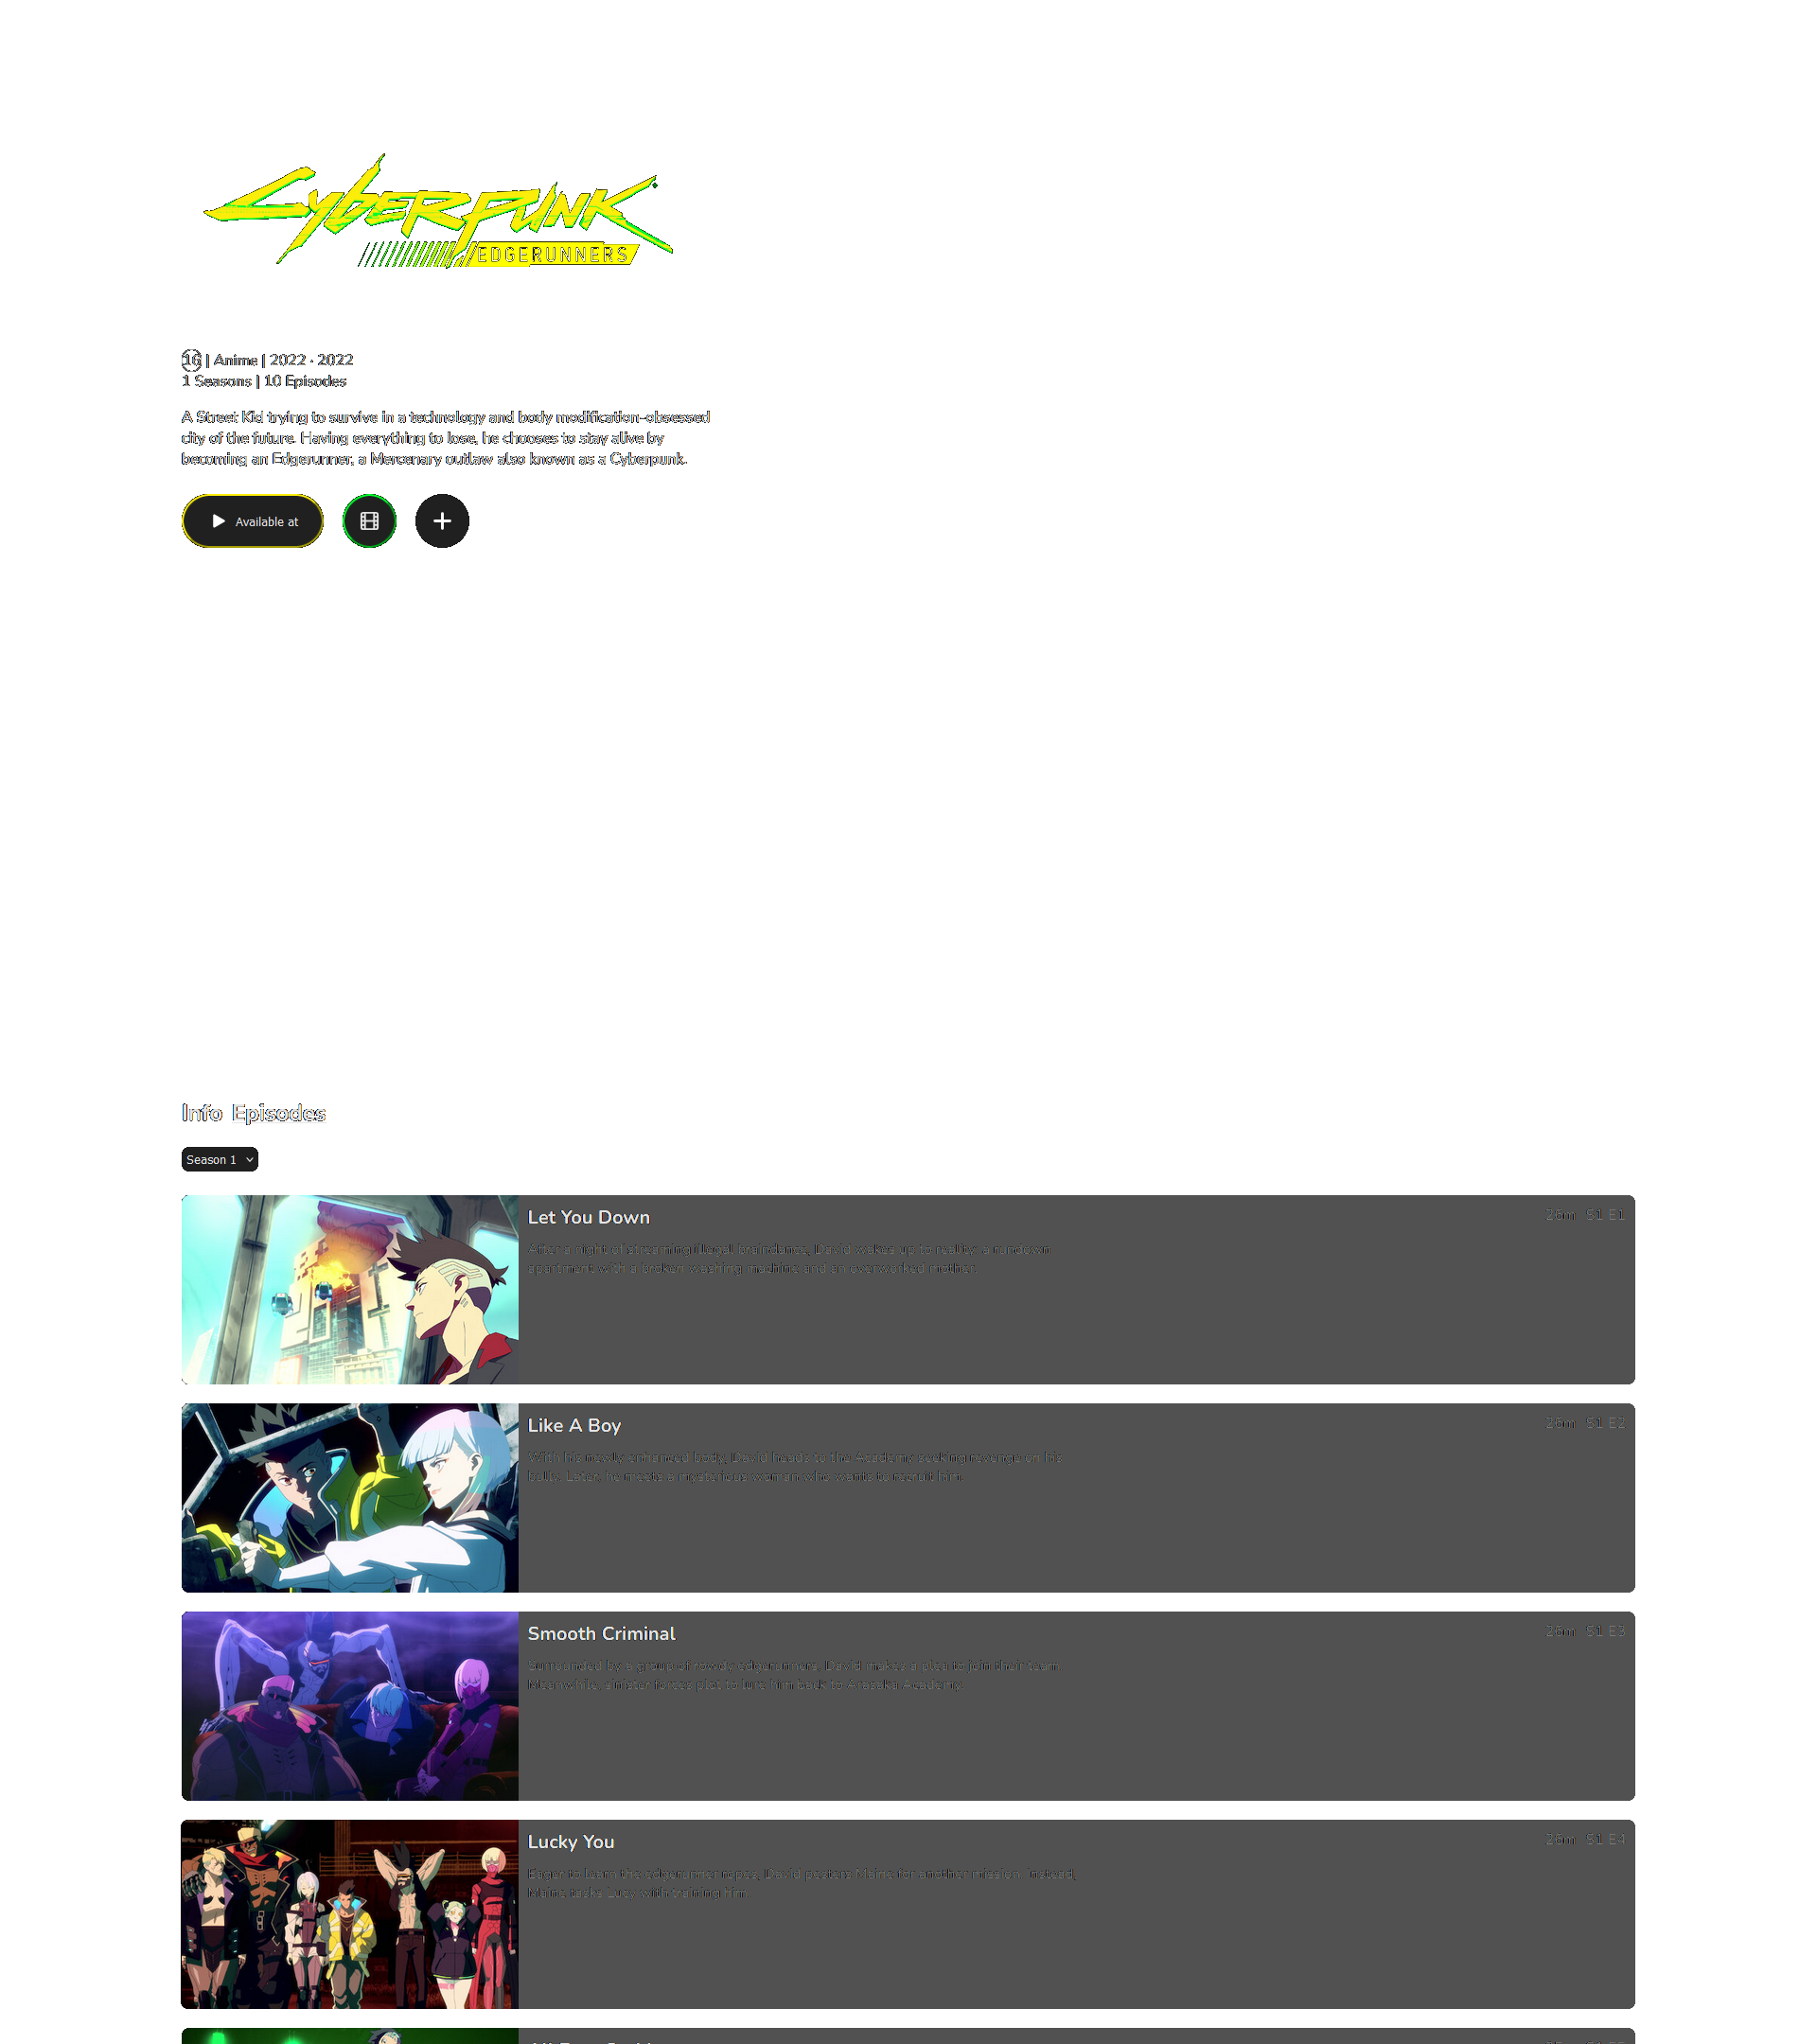 CYBERPUNK
EDGERUNNERS
16 | Anime | 2022 · 2022
1 Seasons | 10 Episodes
A Street Kid trying to survive in a technology and body modification-obsessed
city of the future. Having everything to lose, he chooses to stay alive by
becoming an Edgerunner, a Mercenary outlaw also known as a Cyberpunk.
Available at
Info Episodes
Season 1
Let You Down
26m S1 E1
After a night of streaming illegal braindance, David wakes up to reality: a rundown
apartment with a broken washing machine and an overworked mother.
Like A Boy
26m S1 E2
With his newly enhanced body, David heads to the Academy seeking revenge on his
bully. Later, he meets a mysterious woman who wants to recruit him.
Smooth Criminal
26m S1 E3
Surrounded by a group of rowdy edgerunners, David makes a plea to join their team.
Meanwhile, sinister forces plot to lure him back to Arasaka Academy.
Lucky You
26m S1 E4
Eager to learn the edgerunner ropes, David pesters Maine for another mission. Instead,
Maine tasks Lucy with training him.